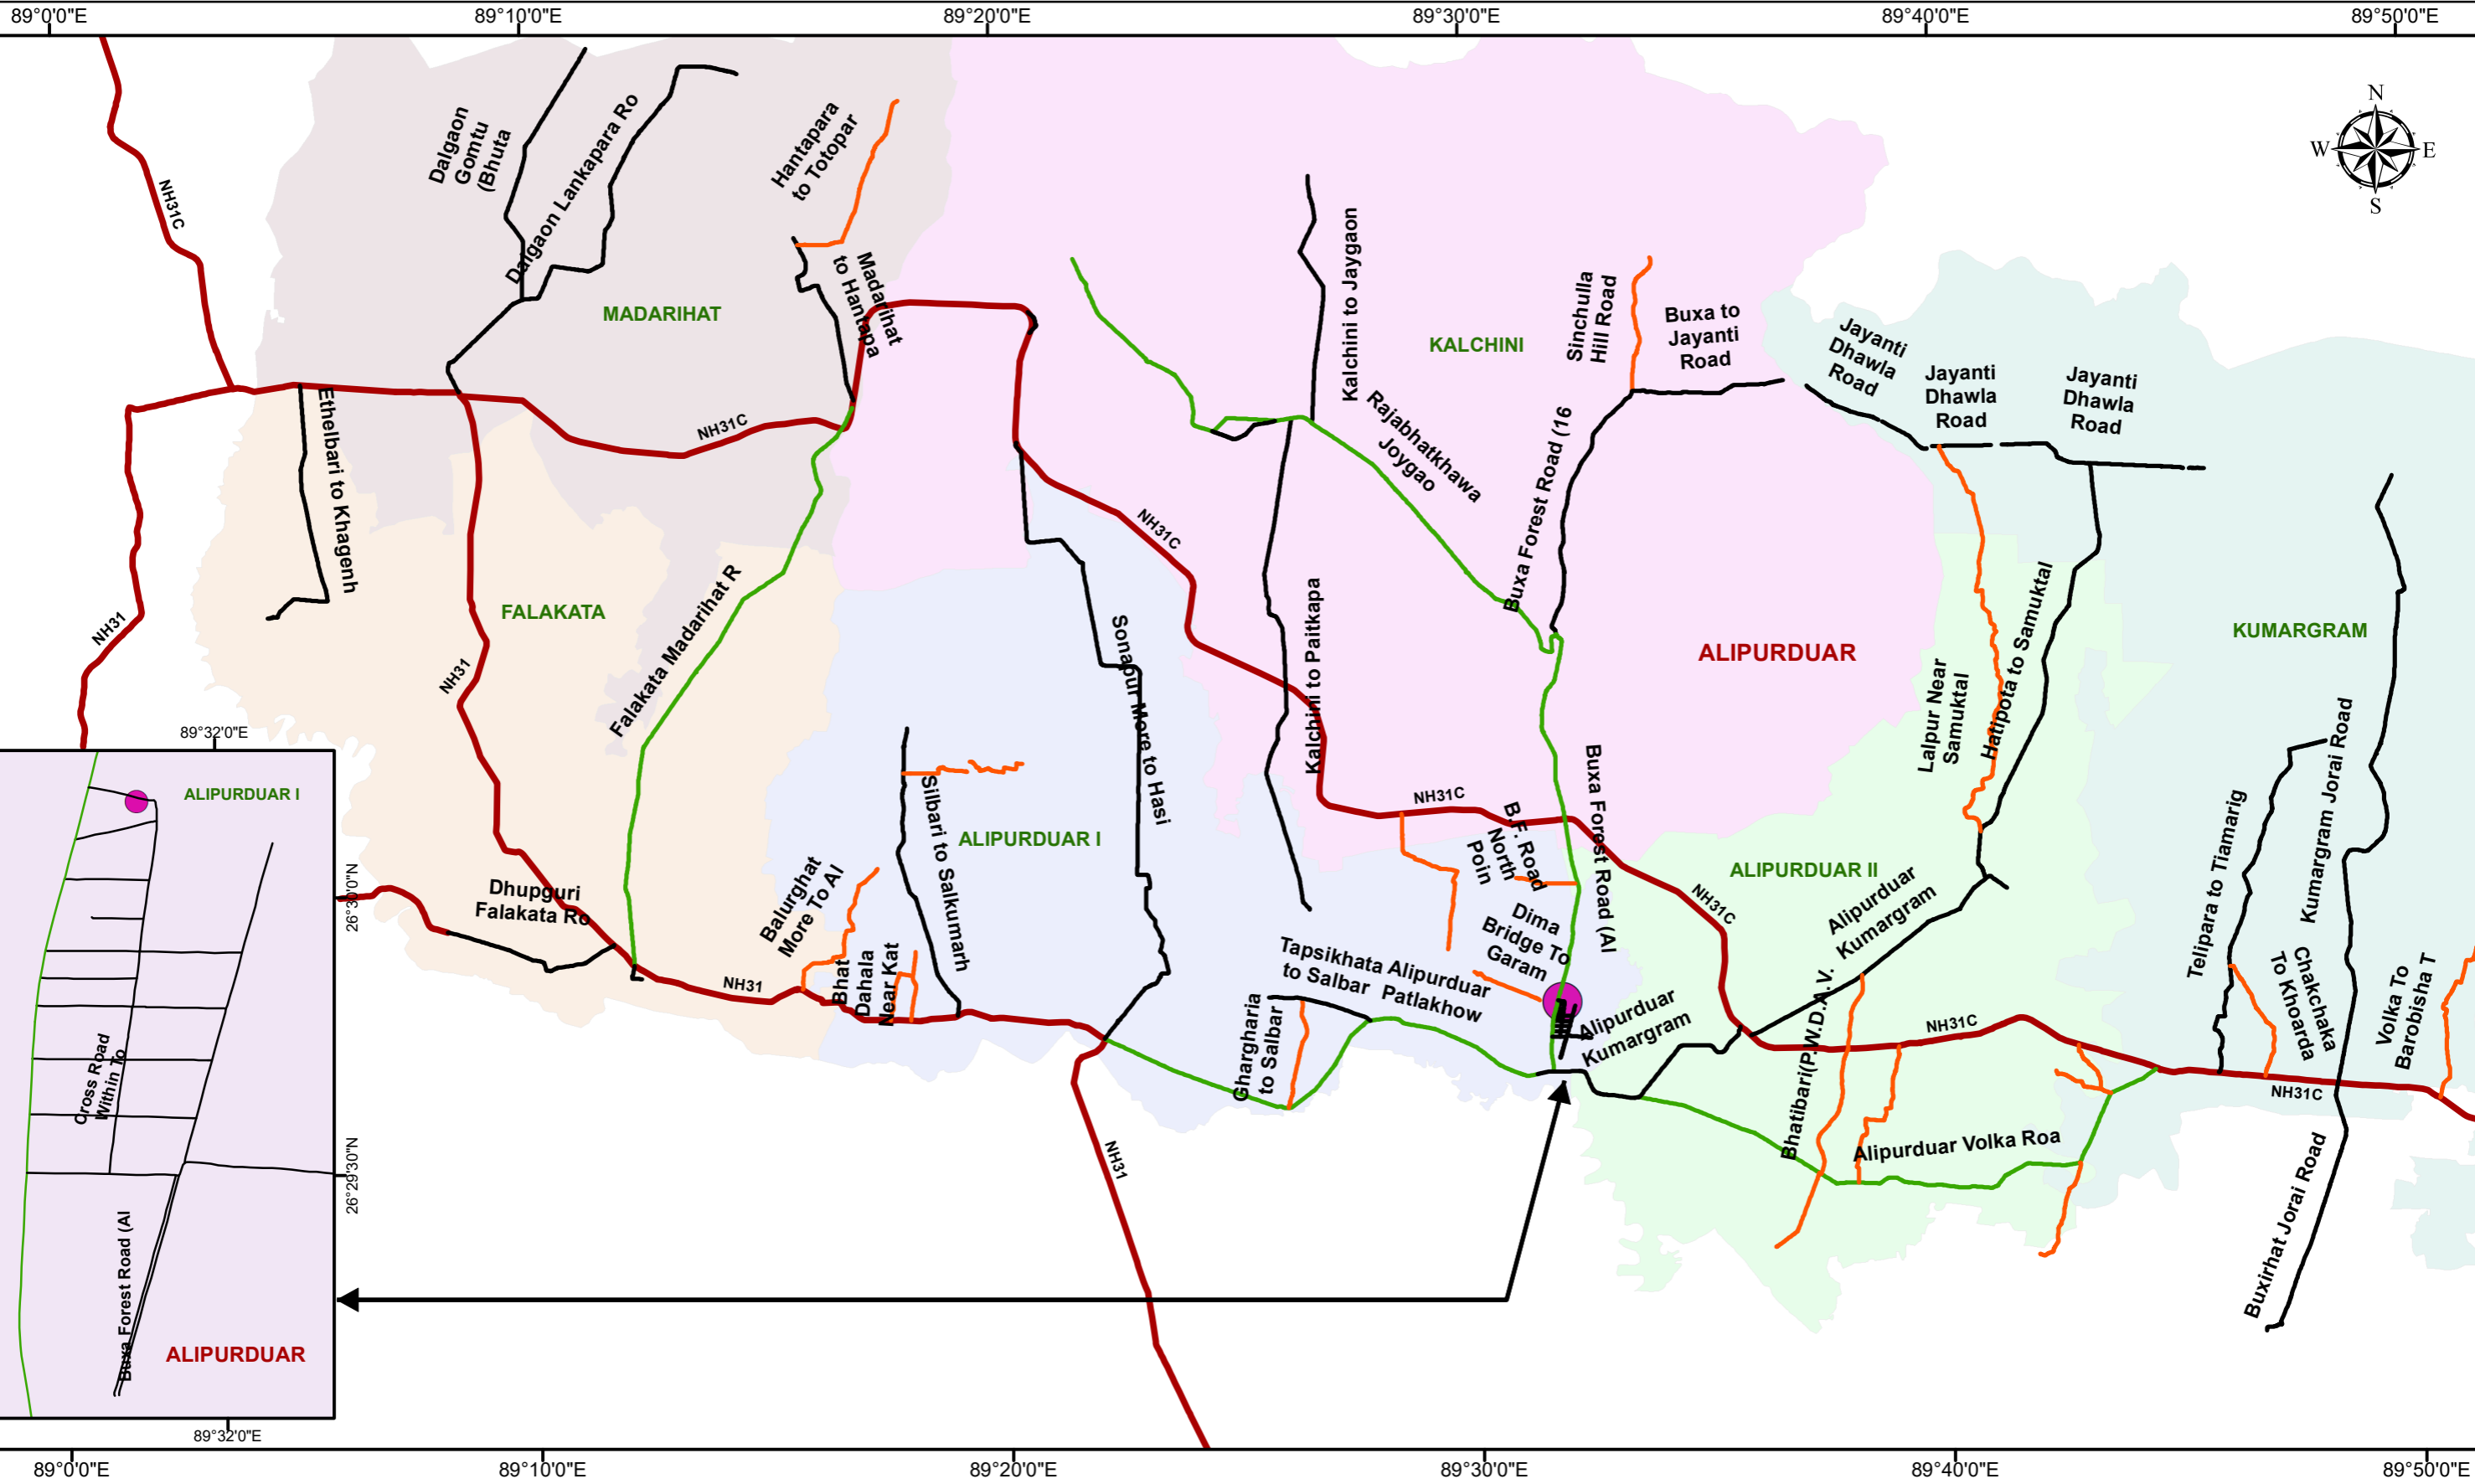 89°0'0"E
89°10'0"E
89°20'0"E
89°30'0"E
89°40'0"E
89°50'0"E
N
W
E
S
NH31C
Dalgaon
Gomtu
(Bhuta
Dalgaon Lankapara Ro
Hantapara
to Totopar
Madarihat
to Hantapa
MADARIHAT
Kalchini to Jaygaon
KALCHINI
Sinchulla
Hill Road
Buxa to
Jayanti
Road
Jayanti
Dhawla
Road
Jayanti
Dhawla
Road
Jayanti
Dhawla
Road
Ethelbari to Khagenh
NH31C
Rajabhatkhawa
Joygao
Buxa Forest Road (16
NH31C
NH31
FALAKATA
NH31
Falakata Madarihat R
Sonapur More to Hasi
Kalchini to Paitkapa
ALIPURDUAR
Lalpur Near
Samuktal
Hatipota to Samuktal
KUMARGRAM
Kumargram Jorai Road
89°32'0"E
ALIPURDUAR I
Silbari to Salkumarh
ALIPURDUAR I
NH31C
B.F. Road
North
Poin
Buxa Forest Road (Al
ALIPURDUAR II
Telipara to Tiamarig
26°30'0"N
Dhupguri
Falakata Ro
Balurghat
More To Al
NH31C
Alipurduar
Kumargram
NH31
Bhat
Dahala
Near Kat
Tapsikhata Alipurduar
to Salbar Patlakhow
Dima
Bridge To
Garam
Ghargharia
to Salbar
Alipurduar
Kumargram
Bhatibari(P.W.D.A.V.
NH31C
Chakchaka
To Khoarda
Volka To
Barobisha T
NH31C
Cross Road
Within To
26°29'30"N
NH31
Alipurduar Volka Roa
Buxirhat Jorai Road
Buxa Forest Road (Al
ALIPURDUAR
89°32'0"E
89°0'0"E
89°10'0"E
89°20'0"E
89°30'0"E
89°40'0"E
89°50'0"E